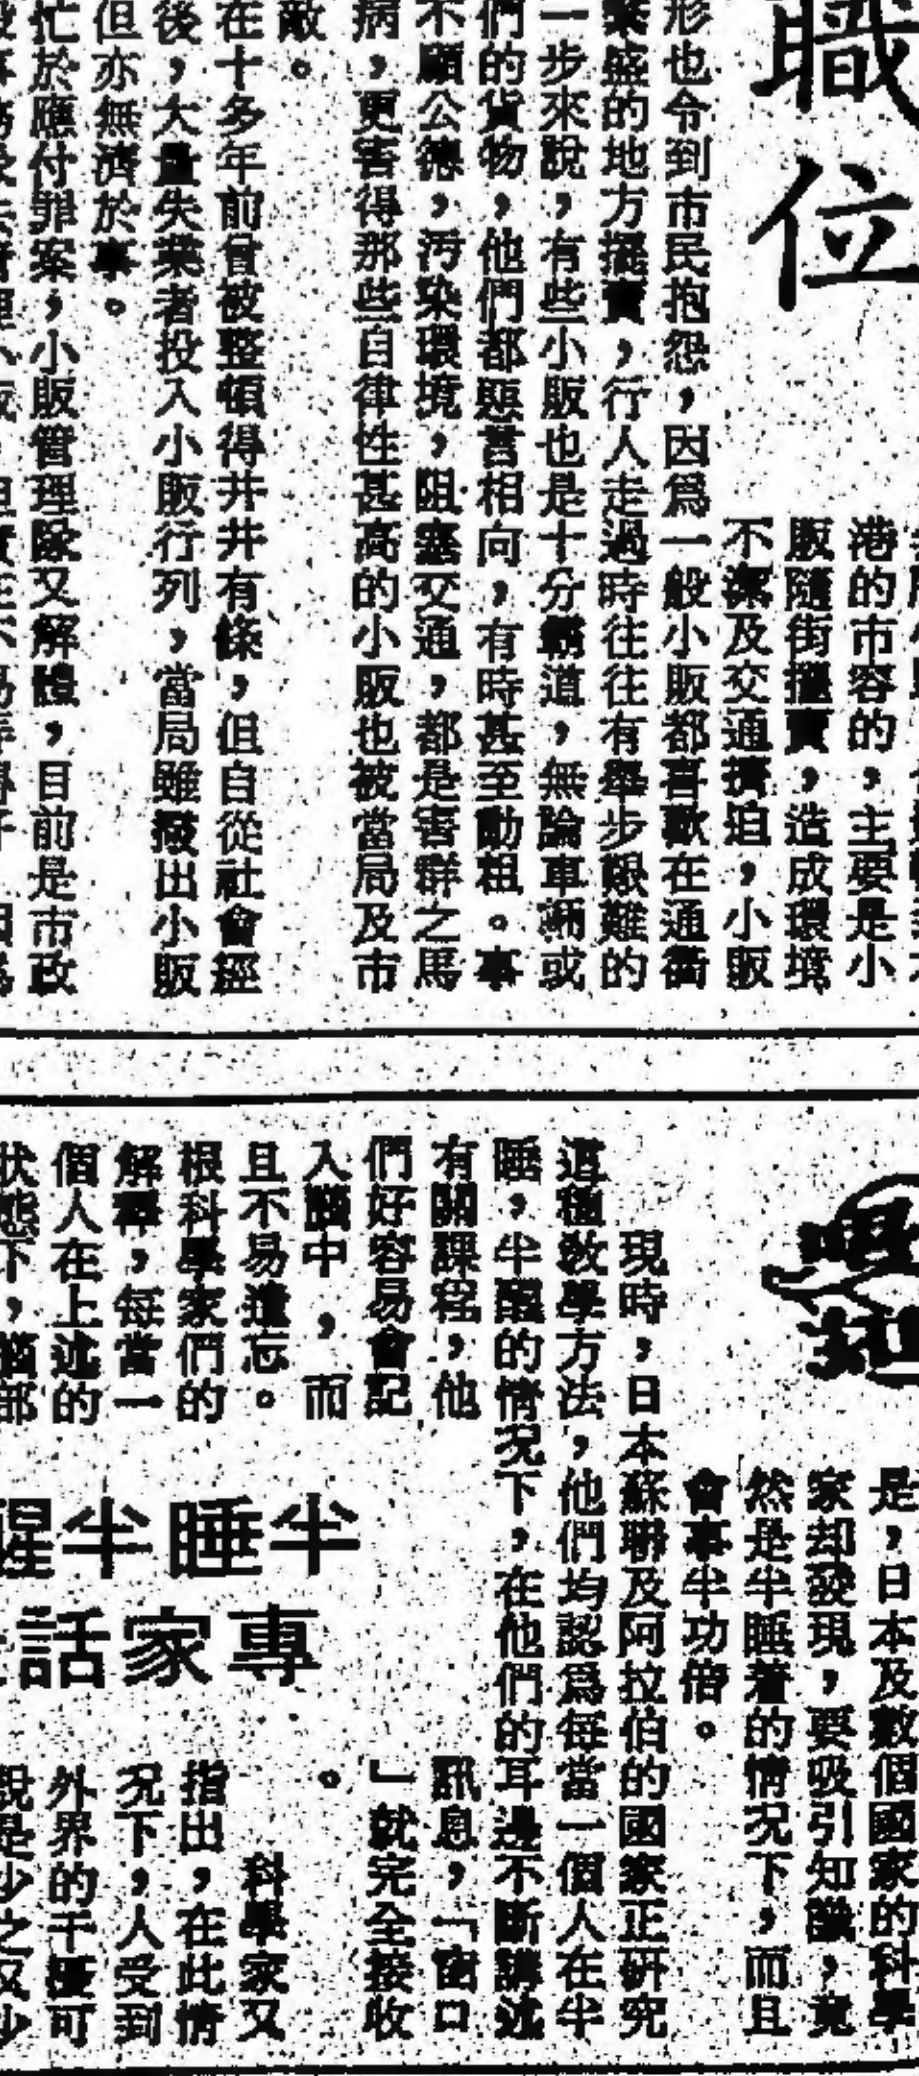 職位
港的市容的，主要是小
販隨街擺賣，造成環境
不潔及交通擠迫，小販
形也令到市民抱怨，因爲一般小販都喜歡在通衢
繁盛的地方擺賣，行人走過時往往有舉步艱難的
一步來說，有些小販也是十分霸道，無論車輛或
們的貨物，他們都惡言相向，有時甚至動粗。事
不顧公德，污染環境，阻塞交通，都是害群之馬
病，更害得那些自律性甚高的小販也被當局及市
敵。
在十多年前曾被整頓得井井有條，但自從社會經
後，大量失業者投入小販行列，當局雖撥出小販
但亦無濟於事。
忙於應付罪案，小販管理隊又解體，目前是市政
是，日本及數個國家的科學
家却發現，要吸引知識，竟
然是半睡着的情况下，而且
會事半功倍。
現時，日本蘇聯及阿拉伯的國家正研究
這種教學方法，他們均認爲每當一個人在半
睡，半醒的情况下，在他們的耳邊不斷講述
有關課程，他
們好容易會記
入腦中，而
且不易遺忘。
根科學家們的
解釋，每當一
個人在上述的
狀態下，腦部
半睡半醒
專家話
訊息，「窗口
」就完全接收
。
科學家又
指出，在此情
况下，人受到
外界的干擾可
說是少之又少